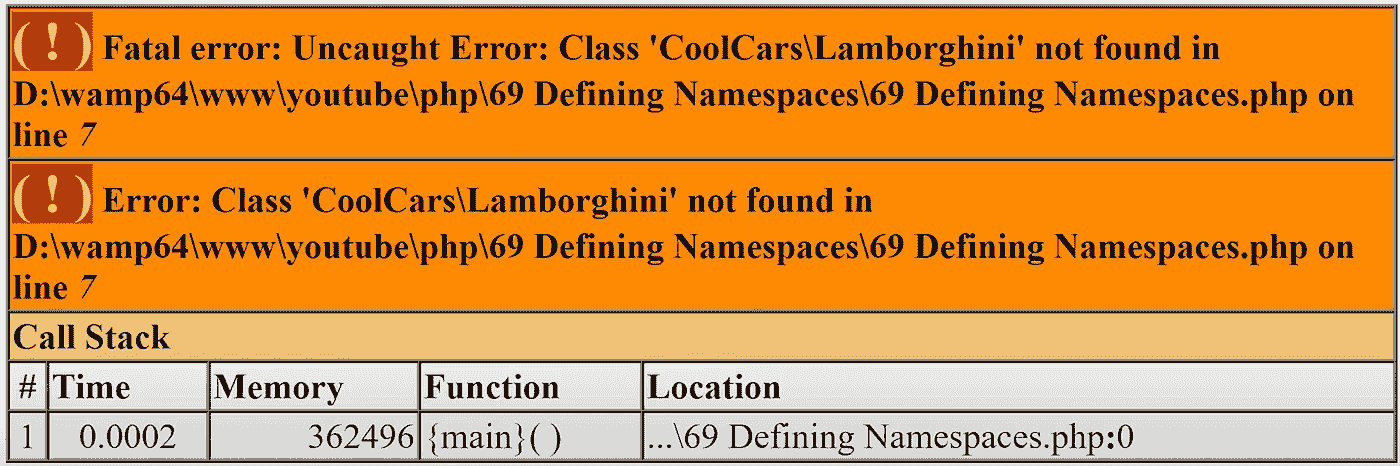 ( ! ) Fatal error: Uncaught Error: Class 'CoolCars\Lamborghini' not found in
D:\wamp64\www\youtube\php\69 Defining Namespaces\69 Defining Namespaces.php on
line 7
( ! ) Error: Class 'CoolCars\Lamborghini' not found in
D:\wamp64\www\youtube\php\69 Defining Namespaces\69 Defining Namespaces.php on
line 7
Call Stack
# Time Memory Function Location
1 0.0002 362496 {main}( ) ...\69 Defining Namespaces.php:0